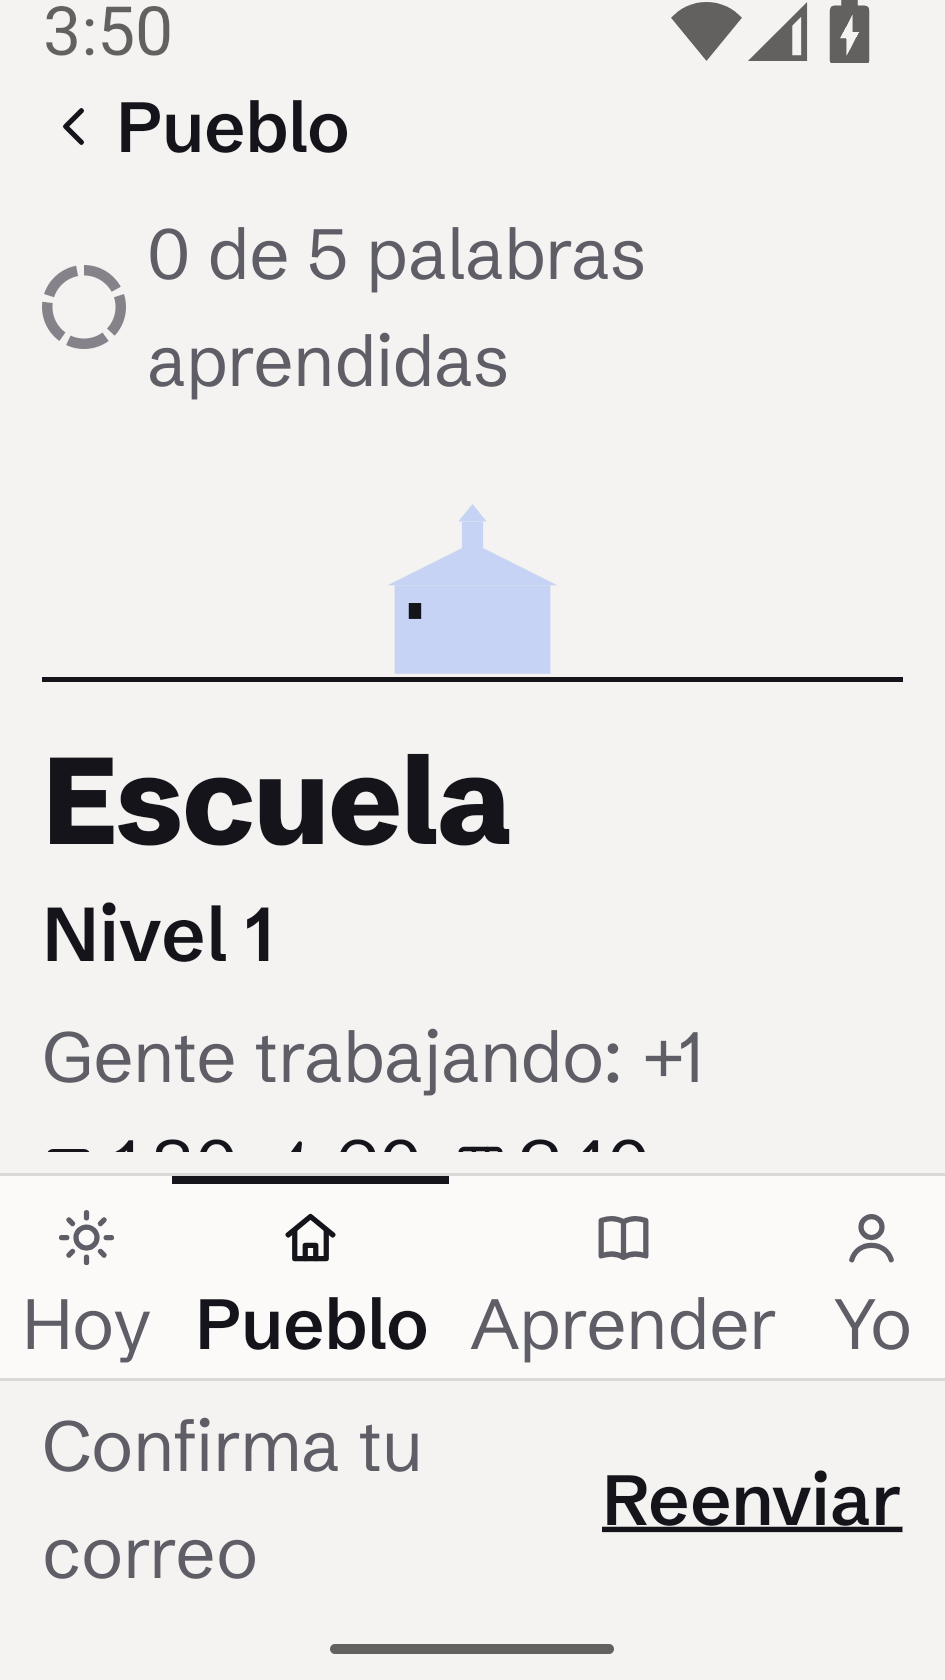 3:50
Pueblo
0 de 5 palabras
aprendidas
Escuela
Nivel 1
Gente trabajando: +1
Hoy
Pueblo
Aprender
Yo
Confirma tu
correo
Reenviar